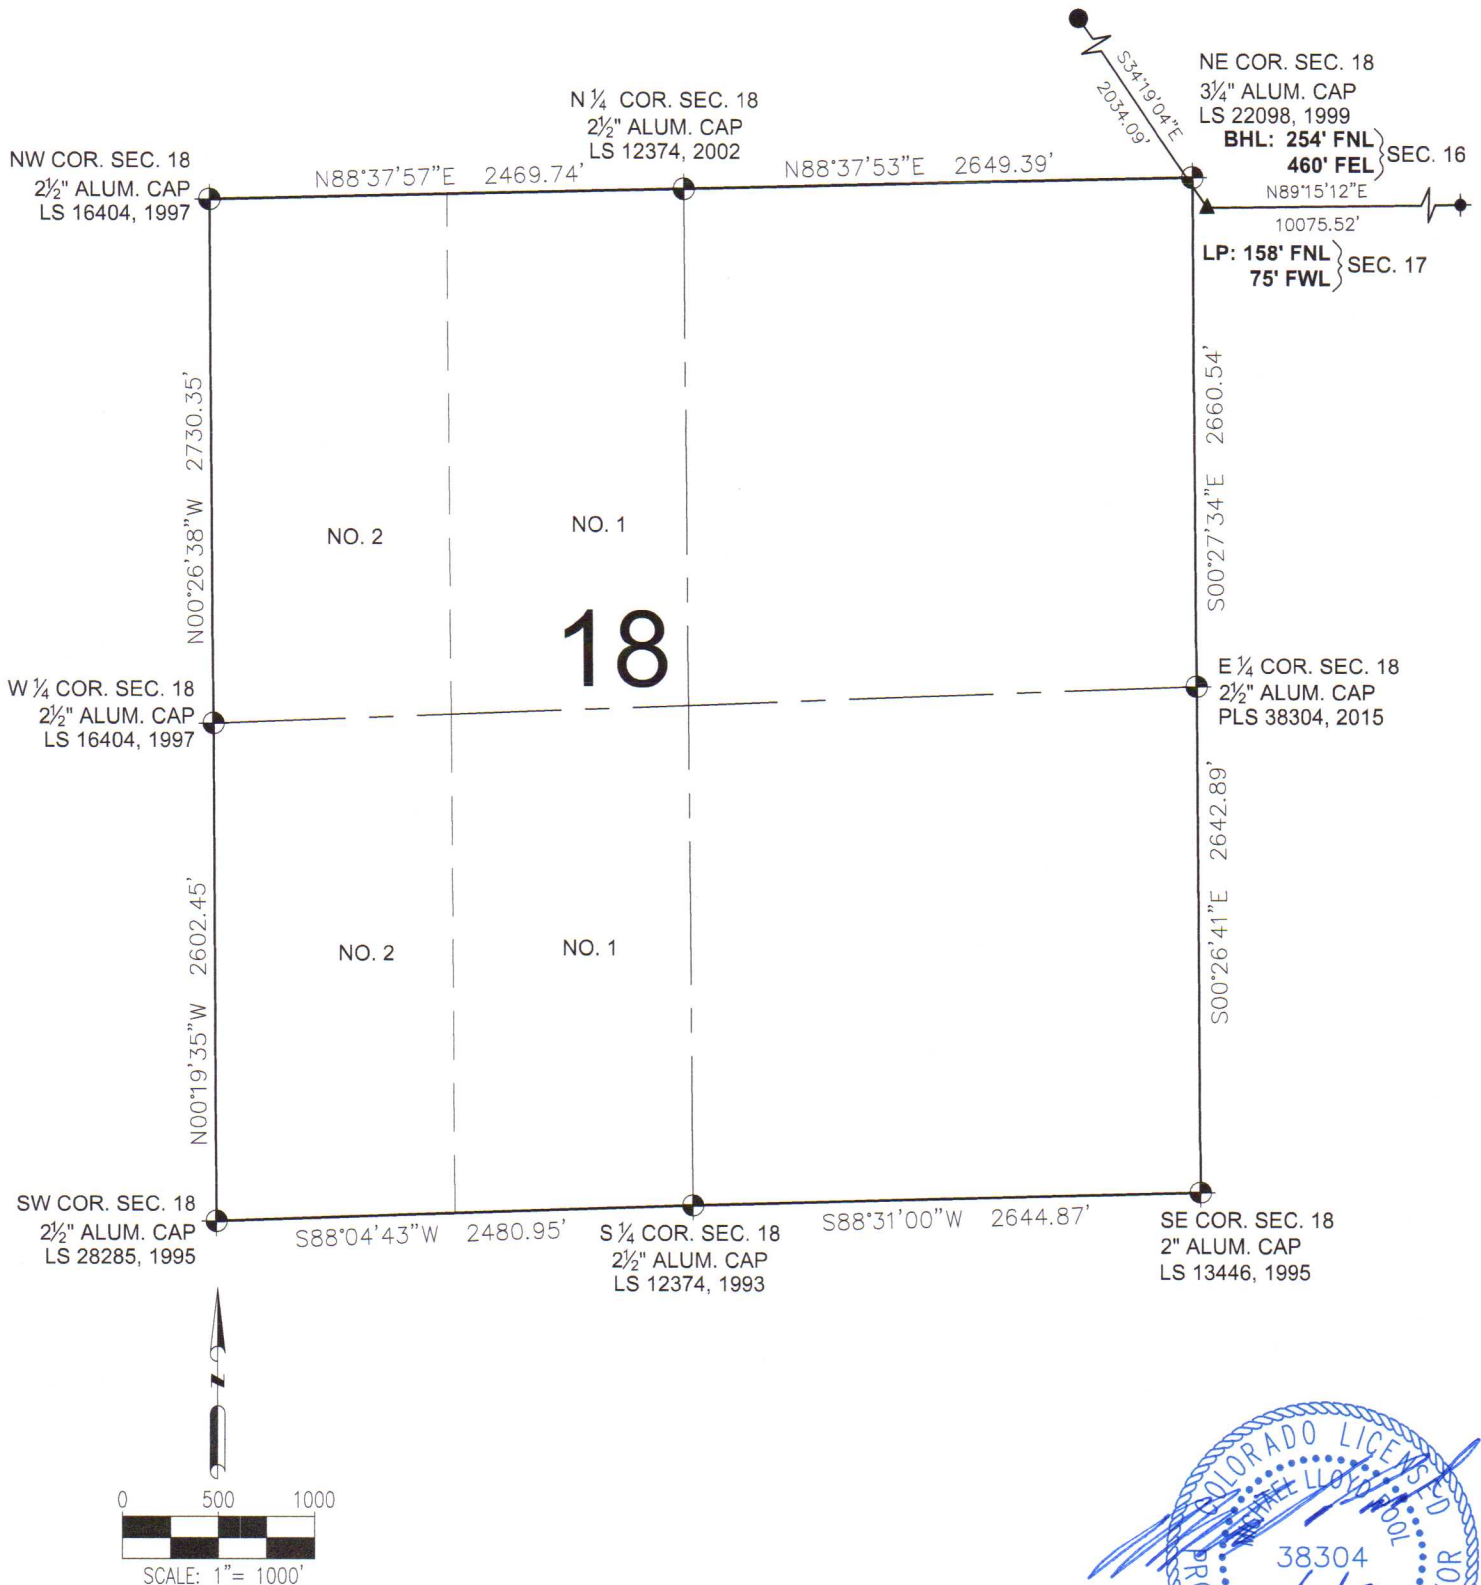 S34°19'04"E
2034.09'
NE COR. SEC. 18
3¼" ALUM. CAP
LS 22098, 1999
BHL: 254' FNL
460' FEL
SEC. 16
N ¼ COR. SEC. 18
2½" ALUM. CAP
LS 12374, 2002
NW COR. SEC. 18
2½" ALUM. CAP
LS 16404, 1997
N88°37'57"E 2469.74'
N88°37'53"E 2649.39'
N89°15'12"E
10075.52'
LP: 158' FNL
75' FWL
SEC. 17
N00°26'38"W 2730.35'
S00°27'34"E 2660.54'
NO. 2
NO. 1
18
W ¼ COR. SEC. 18
2½" ALUM. CAP
LS 16404, 1997
E ¼ COR. SEC. 18
2½" ALUM. CAP
PLS 38304, 2015
N00°19'35"W 2602.45'
S00°26'41"E 2642.89'
NO. 2
NO. 1
SW COR. SEC. 18
2½" ALUM. CAP
LS 28285, 1995
S88°04'43"W 2480.95'
S ¼ COR. SEC. 18
2½" ALUM. CAP
LS 12374, 1993
S88°31'00"W 2644.87'
SE COR. SEC. 18
2" ALUM. CAP
LS 13446, 1995
N
0 500 1000
SCALE: 1"= 1000'
COLORADO LICENSED
MICHAEL LLOYD POOL
38304